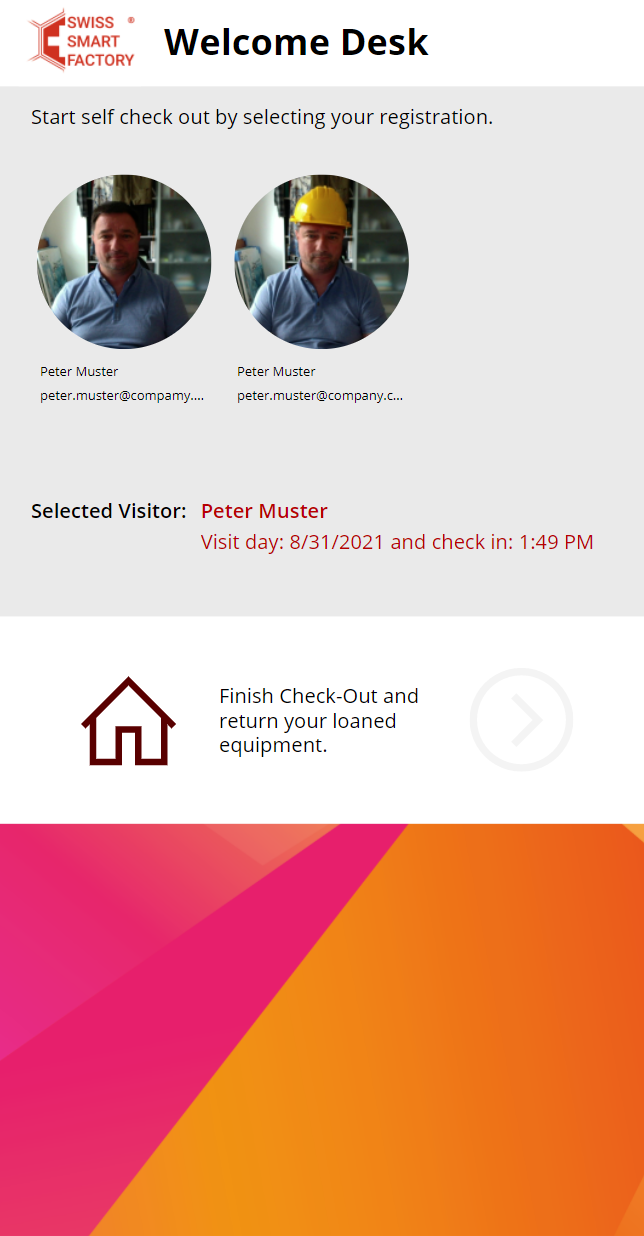 SWISS ®
SMART
FACTORY
Welcome Desk
Start self check out by selecting your registration.
Peter Muster
peter.muster@compamy....
Peter Muster
peter.muster@company.c...
Selected Visitor: Peter Muster
Visit day: 8/31/2021 and check in: 1:49 PM
Finish Check-Out and
return your loaned
equipment.